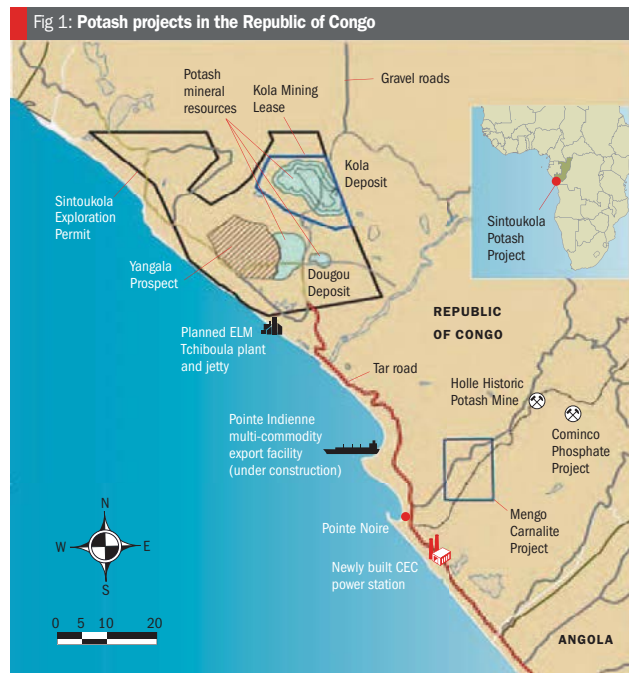 Fig 1: Potash projects in the Republic of Congo
Potash
mineral
resources
Kola Mining
Lease
Gravel roads
Kola
Deposit
Sintoukola
Exploration
Permit
Sintoukola
Potash
Project
Yangala
Prospect
Dougou
Deposit
REPUBLIC
OF CONGO
Planned ELM
Tchiboula plant
and jetty
Tar road
Holle Historic
Potash Mine
Cominco
Phosphate
Project
Pointe Indienne
multi-commodity
export facility
(under construction)
Mengo
Carnalite
Project
N
W
E
S
Pointe Noire
Newly built CEC
power station
0 5 10 20
ANGOLA